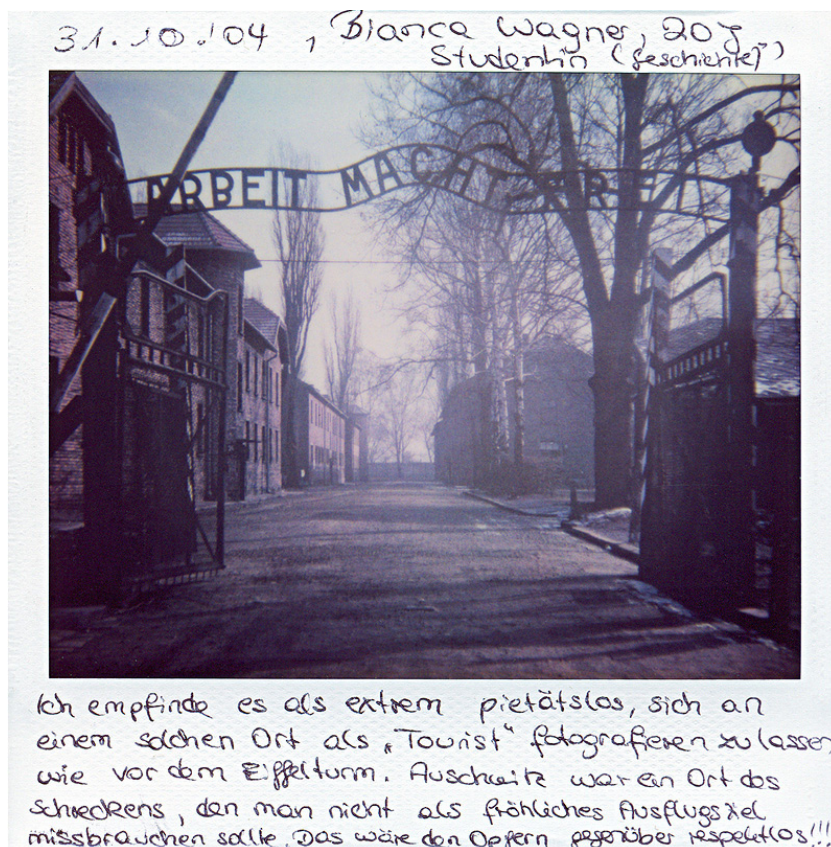 31.10.'04, Bianca Wagner, 20 J
Studentin (Geschichte)
ARBEIT MACHT FREI
Ich empfinde es als extrem pietätslos, sich an
einem solchen Ort als „Tourist“ fotografieren zu lassen
wie vor dem Eiffelturm. Auschwitz war ein Ort des
Schreckens, den man nicht als fröhliches Ausflugsziel
missbrauchen sollte. Das wäre den Opfern gegenüber respektlos!!!